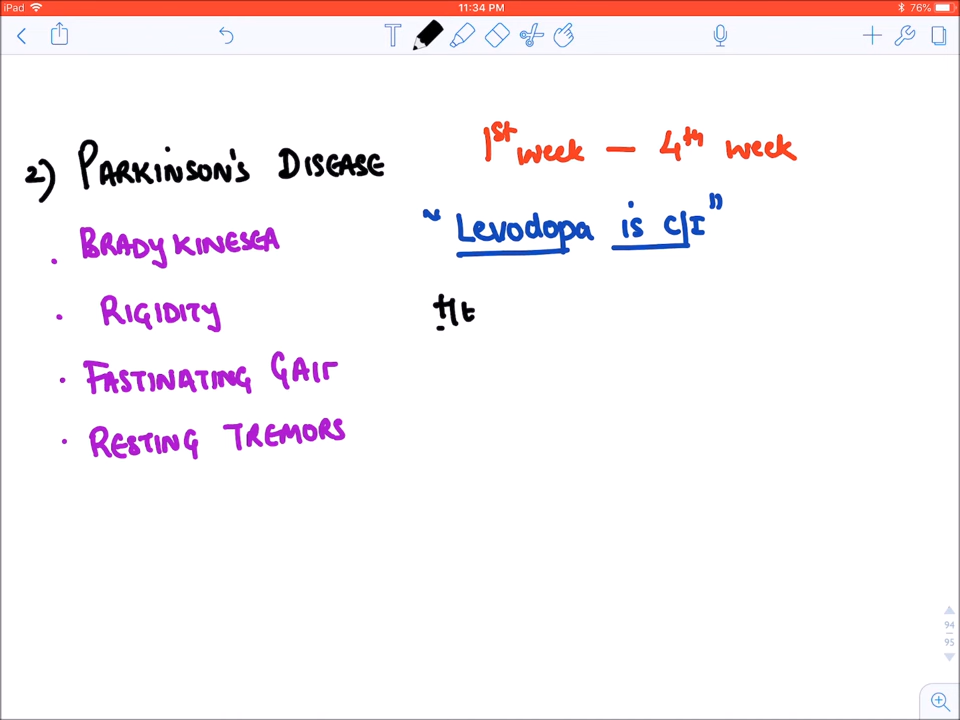 iPad 11:34 PM 76%
T
2) PARKINSON'S DISEASE
1st week — 4th week
BRADYKINESEA
"Levodopa is C/I"
• RIGIDITY
• FASTINATING GAIT
• RESTING TREMORS
94
95